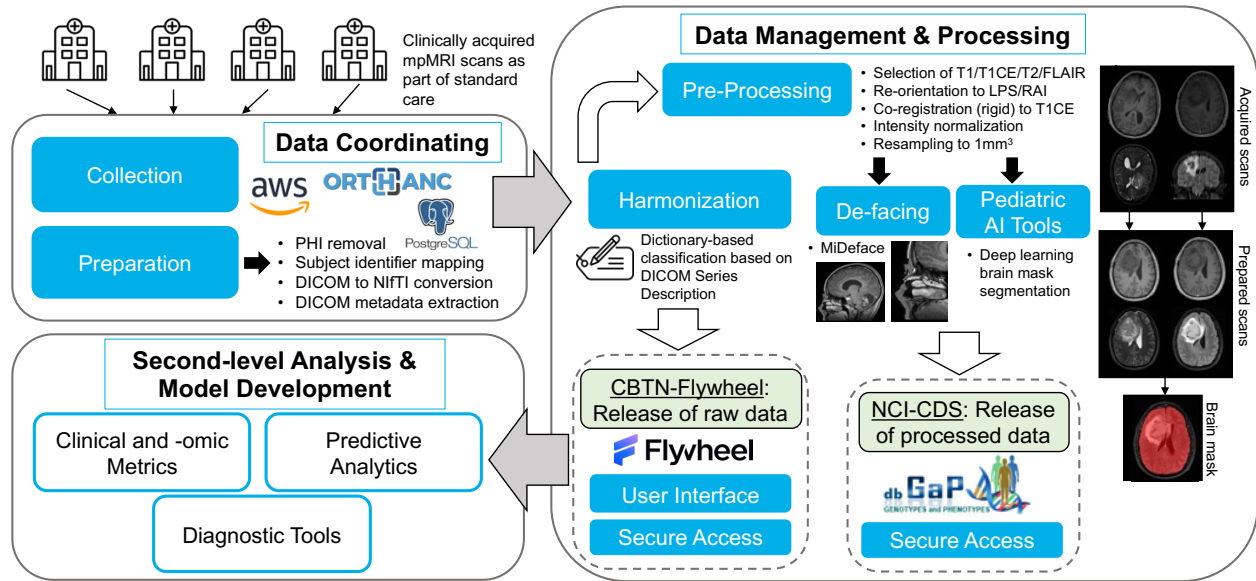 Clinically acquired
mpMRI scans as
part of standard
care
Data Coordinating
Collection
aws
ORTHANC
PostgreSQL
Preparation
• PHI removal
• Subject identifier mapping
• DICOM to NIfTI conversion
• DICOM metadata extraction
Data Management & Processing
Pre-Processing
• Selection of T1/T1CE/T2/FLAIR
• Re-orientation to LPS/RAI
• Co-registration (rigid) to T1CE
• Intensity normalization
• Resampling to 1mm³
Harmonization
Dictionary-based
classification based on
DICOM Series
Description
De-facing
• MiDeface
Pediatric
AI Tools
• Deep learning
brain mask
segmentation
Acquired scans
Prepared scans
Brain mask
CBTN-Flywheel:
Release of raw data
Flywheel
User Interface
Secure Access
NCI-CDS: Release
of processed data
db GaP
GENOTYPES and PHENOTYPES
Secure Access
Second-level Analysis &
Model Development
Clinical and -omic
Metrics
Predictive
Analytics
Diagnostic Tools